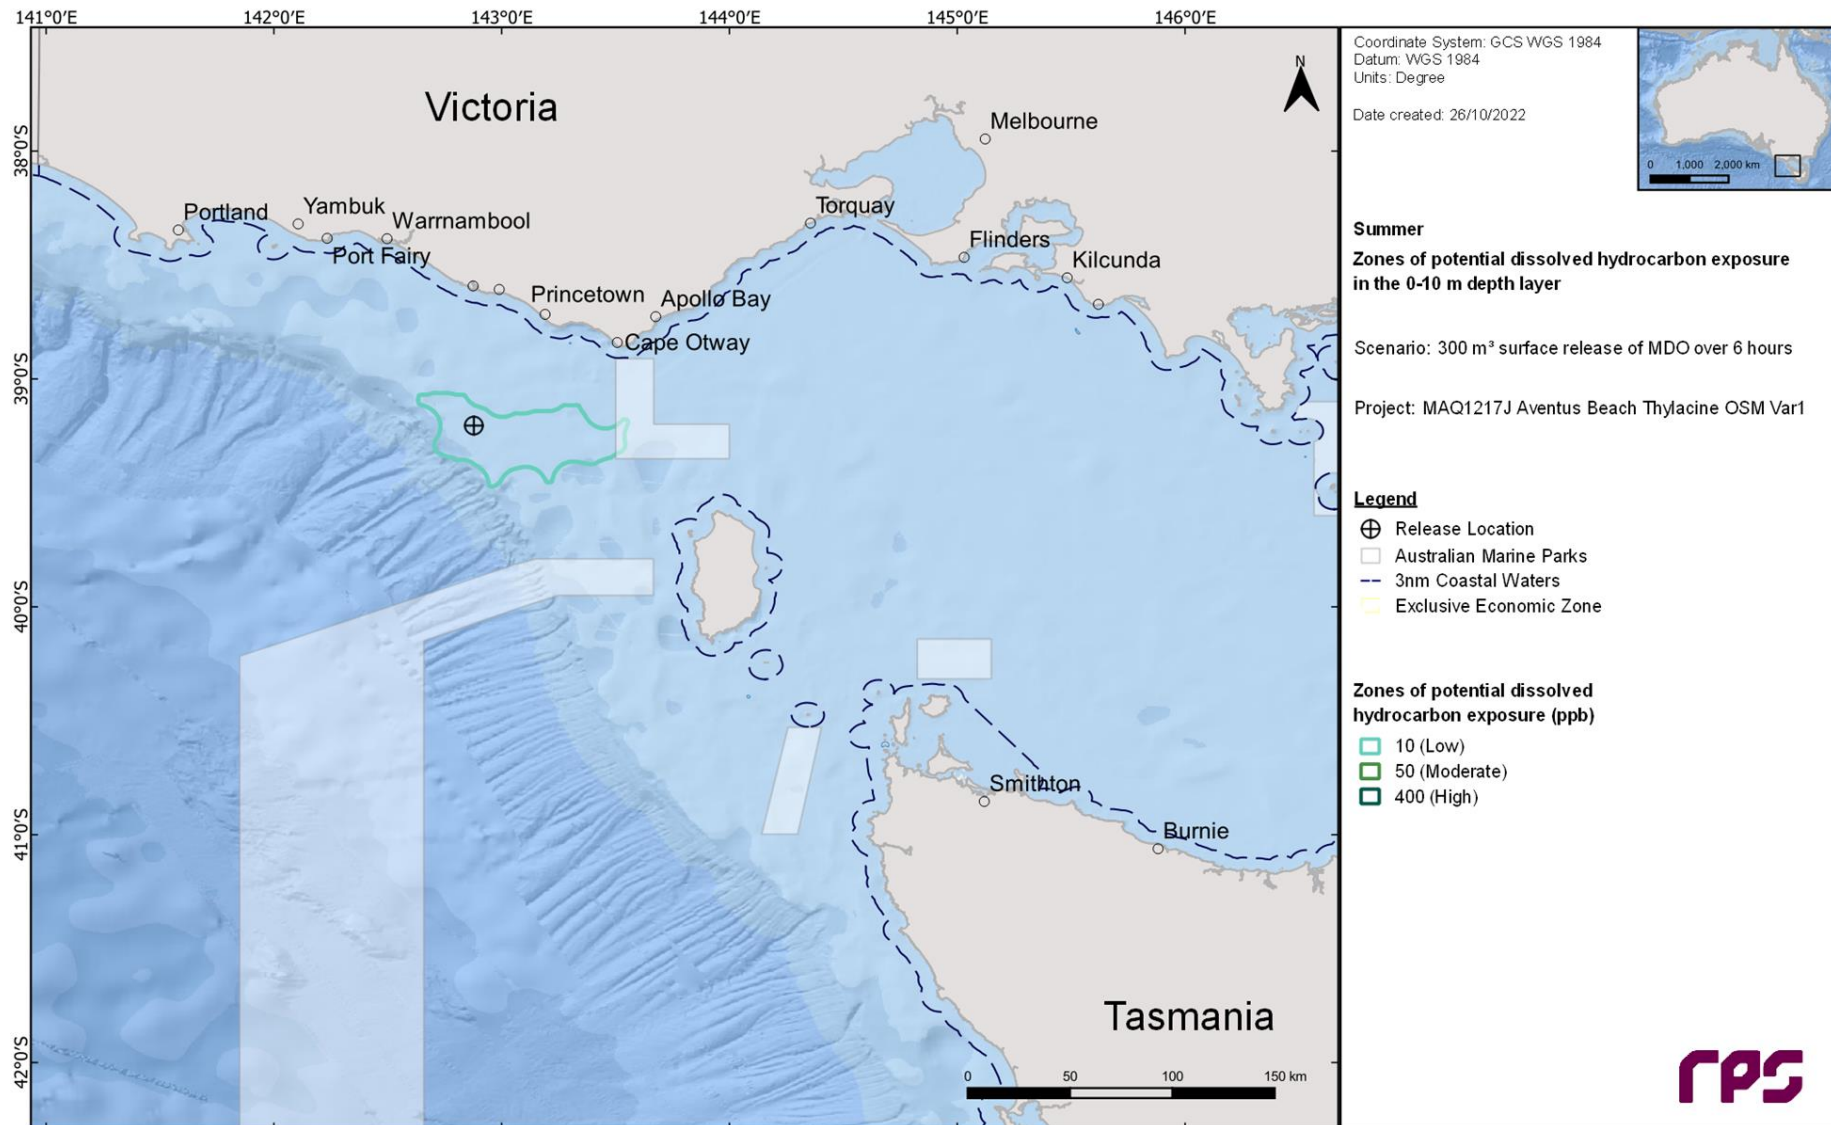 141°0'E
142°0'E
143°0'E
144°0'E
145°0'E
146°0'E
38°0'S
39°0'S
40°0'S
41°0'S
42°0'S
Victoria
N
Melbourne
Portland
Yambuk
Warrnambool
Port Fairy
Torquay
Flinders
Kilcunda
Princetown
Apollo Bay
Cape Otway
Smithton
Burnie
Tasmania
0 50 100 150 km
Coordinate System: GCS WGS 1984
Datum: WGS 1984
Units: Degree
Date created: 26/10/2022
0 1,000 2,000 km
Summer
Zones of potential dissolved hydrocarbon exposure
in the 0-10 m depth layer
Scenario: 300 m³ surface release of MDO over 6 hours
Project: MAQ1217J Aventus Beach Thylacine OSM Var1
Legend
Release Location
Australian Marine Parks
3nm Coastal Waters
Exclusive Economic Zone
Zones of potential dissolved
hydrocarbon exposure (ppb)
10 (Low)
50 (Moderate)
400 (High)
rps